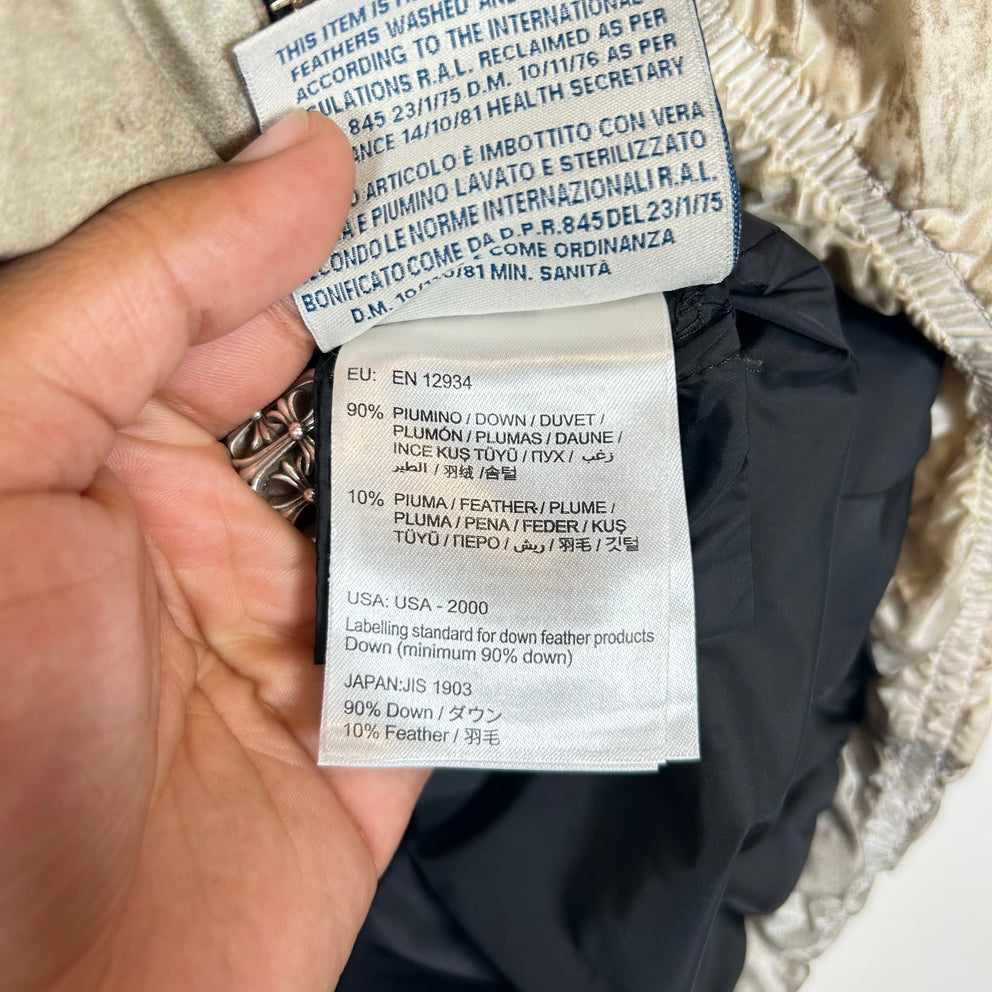 THIS ITEM IS
FEATHERS WASHED AND
ACCORDING TO THE INTERNATIONAL
R.A.L. RECLAIMED AS PER
845 23/1/75 D.M. 10/11/76 AS PER
14/10/81 HEALTH SECRETARY
ARTICOLO È IMBOTTITO CON VERA
E PIUMINO LAVATO E STERILIZZATO
LE NORME INTERNAZIONALI R.A.L.
BONIFICATO COME DA D.P.R. 845 DEL 23/1/75
D.M. COME ORDINANZA
MIN. SANITÀ
EU: EN 12934
90% PIUMINO / DOWN / DUVET /
PLUMÓN / PLUMAS / DAUNE /
INCE KUŞ TÜYÜ / ПУХ / زغب
الطير / 羽绒 /솜털
10% PIUMA / FEATHER / PLUME /
PLUMA / PENA / FEDER / KUŞ
TÜYÜ / ПЕРО / ريش / 羽毛 / 깃털
USA: USA - 2000
Labelling standard for down feather products
Down (minimum 90% down)
JAPAN:JIS 1903
90% Down / ダウン
10% Feather / 羽毛